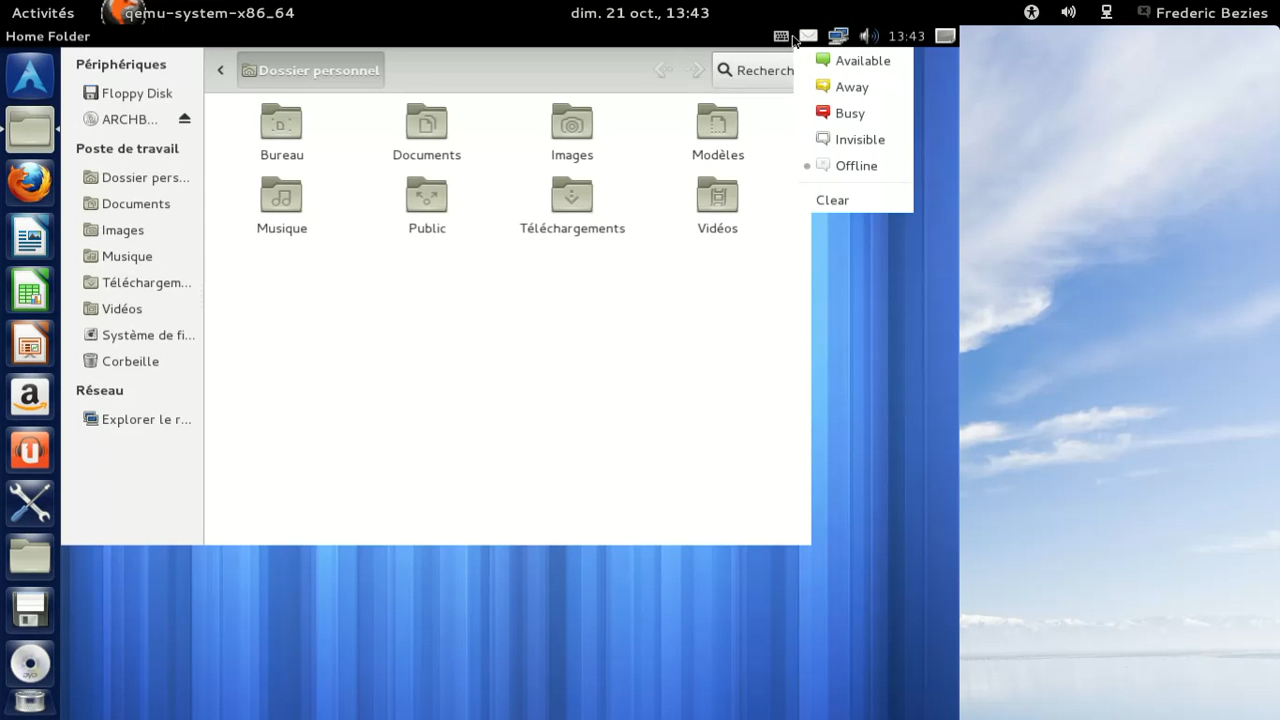 Activités
qemu-system-x86_64
dim. 21 oct., 13:43
Frederic Bezies
Home Folder
13:43
Périphériques
Floppy Disk
ARCHB...
Poste de travail
Dossier pers...
Documents
Images
Musique
Téléchargem...
Vidéos
Système de fi...
Corbeille
Réseau
Explorer le r...
Dossier personnel
Recherch
Bureau
Documents
Images
Modèles
Musique
Public
Téléchargements
Vidéos
Available
Away
Busy
Invisible
Offline
Clear